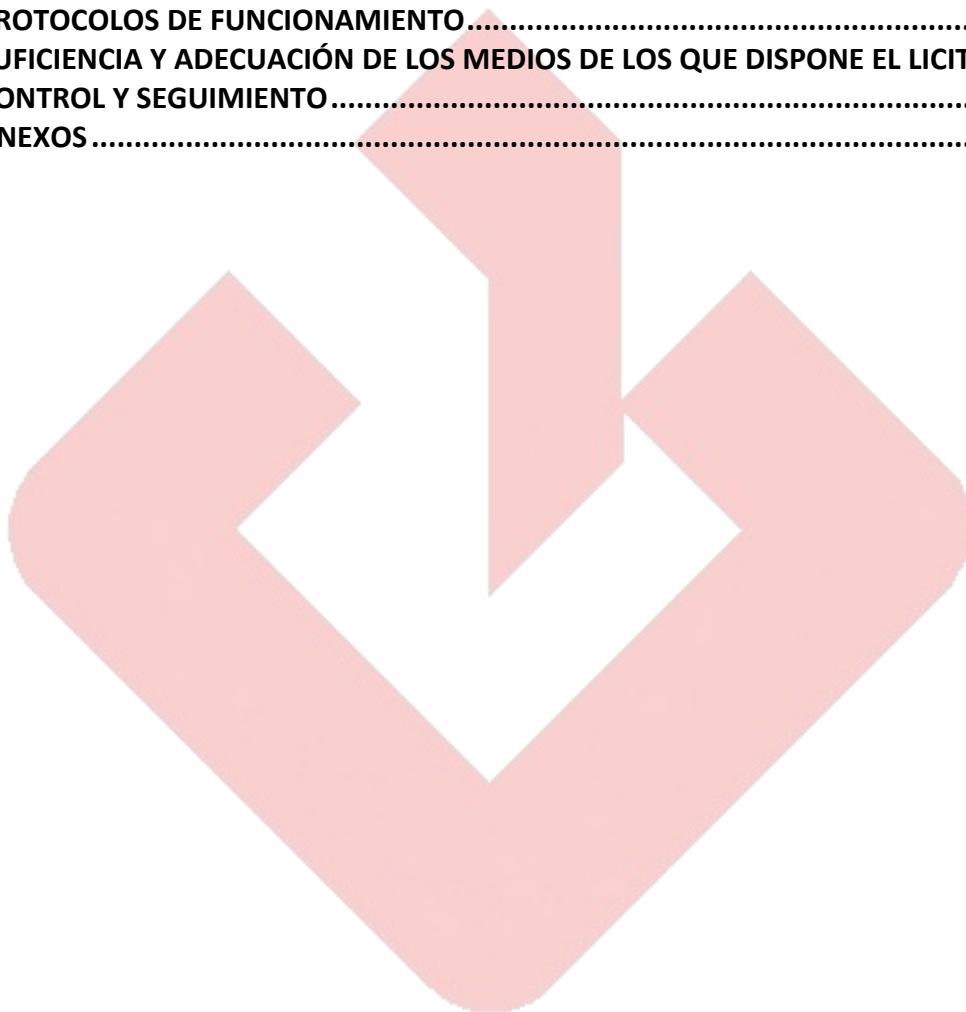 ROTOCOLOS DE FUNCIONAMIENTO
UFICIENCIA Y ADECUACIÓN DE LOS MEDIOS DE LOS QUE DISPONE EL LICIT
ONTROL Y SEGUIMIENTO
NEXOS